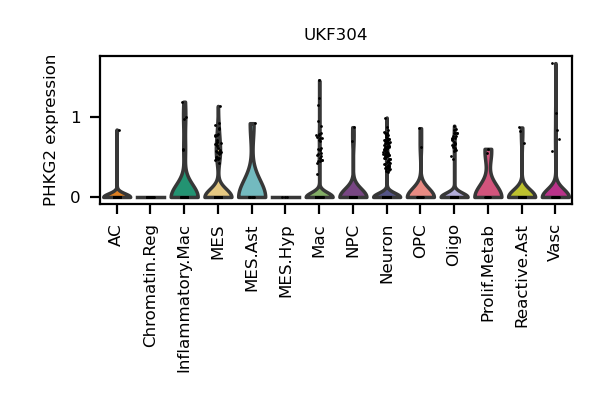 UKF304
PHKG2 expression
1
0
AC
Chromatin.Reg
Inflammatory.Mac
MES
MES.Ast
MES.Hyp
Mac
NPC
Neuron
OPC
Oligo
Prolif.Metab
Reactive.Ast
Vasc